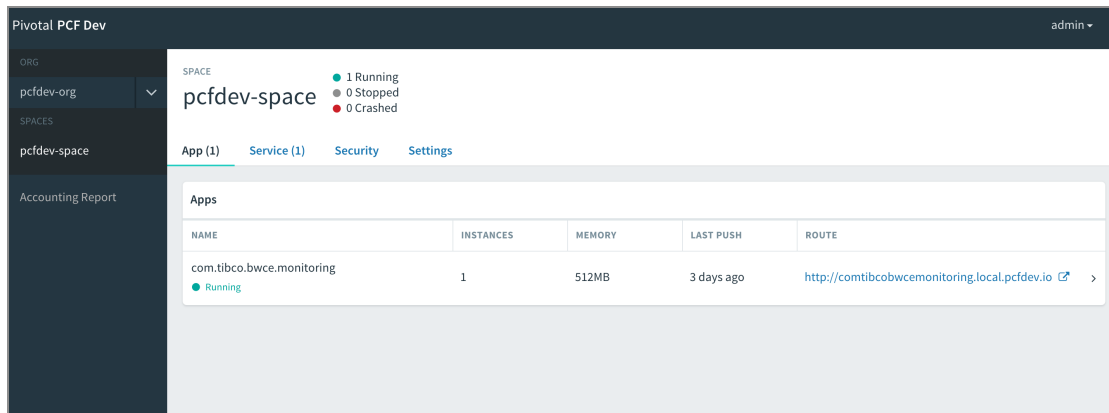 Pivotal PCF Dev
admin
ORG
pcfdev-org
SPACES
pcfdev-space
Accounting Report
SPACE
pcfdev-space
1 Running
0 Stopped
0 Crashed
App (1) Service (1) Security Settings
Apps
NAME INSTANCES MEMORY LAST PUSH ROUTE
com.tibco.bwce.monitoring 1 512MB 3 days ago http://comtibcobwcemonitoring.local.pcfdev.io
Running